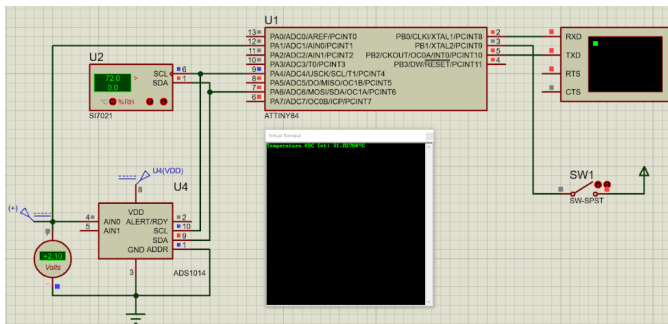 U1
13 PA0/ADC0/AREF/PCINT0
12 PA1/ADC1/AIN0/PCINT1
11 PA2/ADC2/AIN1/PCINT2
10 PA3/ADC3/T0/PCINT3
9 PA4/ADC4/USCK/SCL/T1/PCINT4
8 PA5/ADC5/DO/MISO/OC1B/PCINT5
7 PA6/ADC6/MOSI/SDA/OC1A/PCINT6
6 PA7/ADC7/OC0B/ICP/PCINT7
PB0/CLKI/XTAL1/PCINT8 2
PB1/XTAL2/PCINT9 3
PB2/CKOUT/OC0A/INT0/PCINT10 5
PB3/DW/RESET/PCINT11 4
ATTINY84
RXD
TXD
RTS
CTS
U2
72.0
0.0
>
°C %RH
SCL 6
SDA 1
SI7021
Virtual Terminal
Temperatura ADC Int: 31.02700°C
SW1
SW-SPST
U4(VDD)
U4
8
VDD
4 AIN0
5 AIN1
ALERT/RDY 2
SCL 10
SDA 9
GND ADDR 1
3
ADS1014
(+)
+2.10
Volts